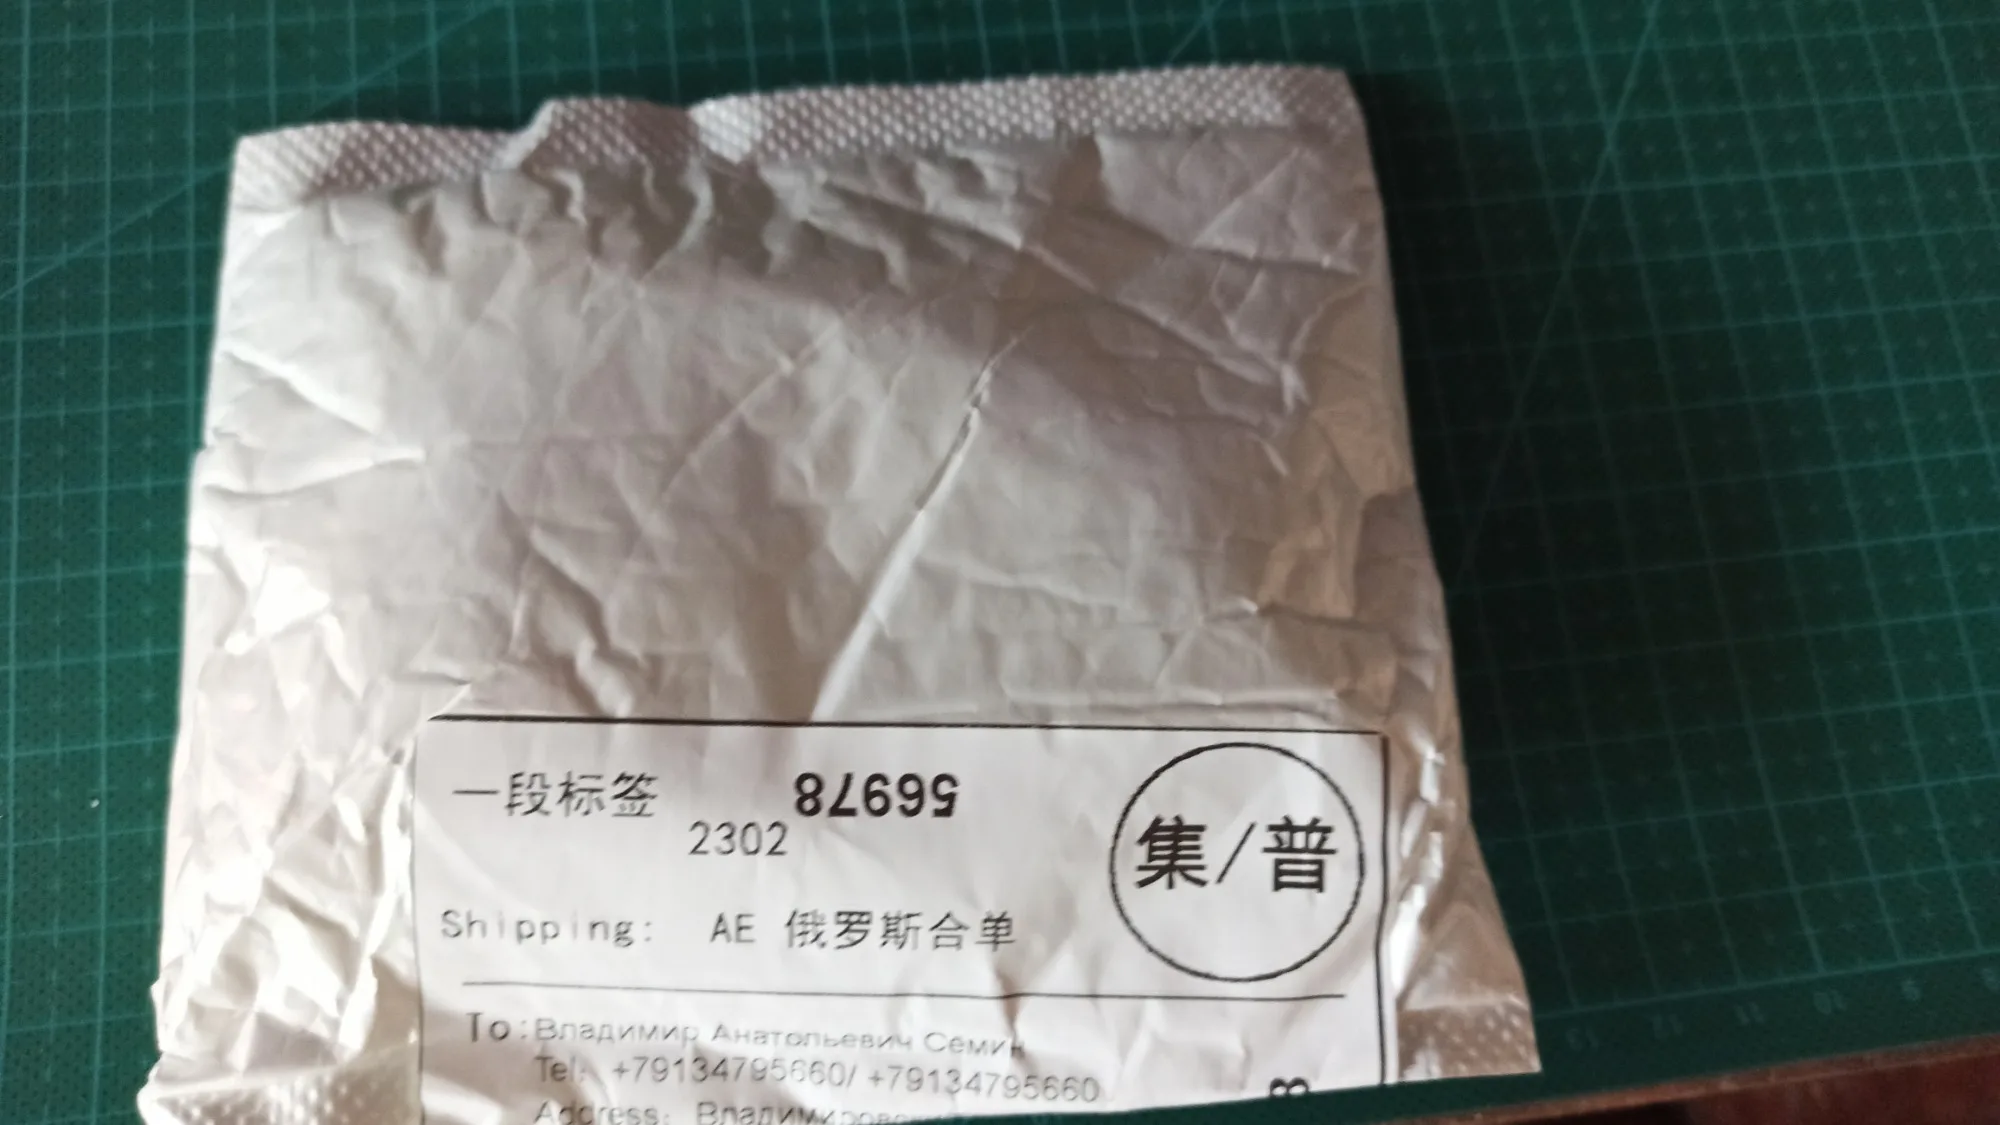 一段标签
56978
2302
集/普
Shipping: AE 俄罗斯合单
To:Владимир Анатольевич Семин
Tel: +79134795660/ +79134795660
Address: